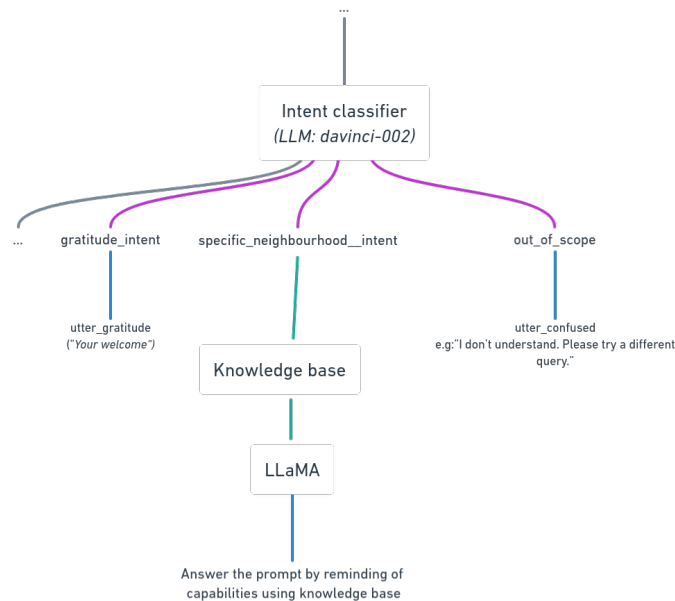 ...
Intent classifier
(LLM: davinci-002)
...
gratitude_intent
specific_neighbourhood__intent
out_of_scope
utter_gratitude
("Your welcome")
utter_confused
e.g:"I don't understand. Please try a different
query."
Knowledge base
LLaMA
Answer the prompt by reminding of
capabilities using knowledge base